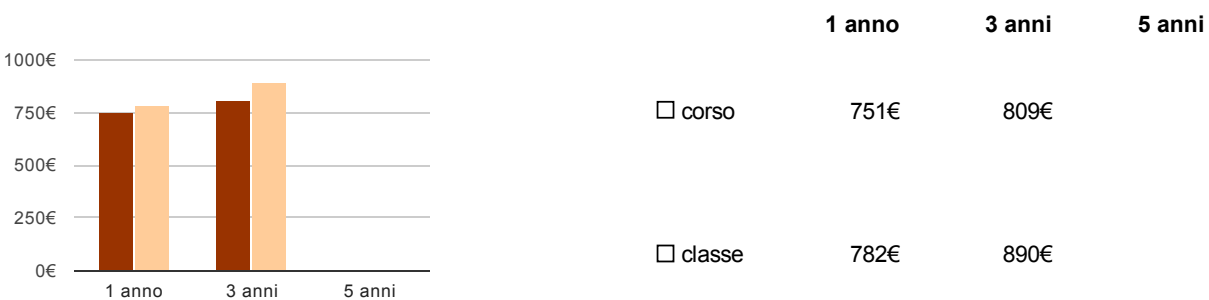 1000€
750€
500€
250€
0€
1 anno 3 anni 5 anni
1 anno 3 anni 5 anni
corso 751€ 809€
classe 782€ 890€